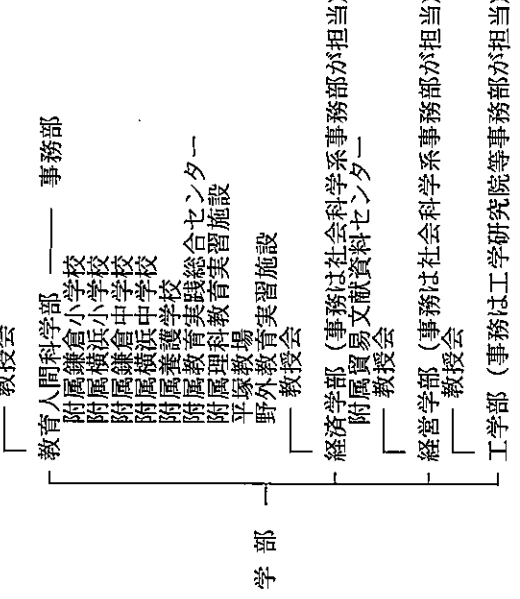 教授会
教育人間科学部 ―― 事務部
附属鎌倉小学校
附属横浜小学校
附属鎌倉中学校
附属横浜中学校
附属養護学校
附属教育実践総合センター
附属理科教育実習施設
平塚教場
野外教育実習施設
教授会
経済学部（事務は社会科学系事務部が担当
附属貿易文献資料センター
教授会
経営学部（事務は社会科学系事務部が担当
教授会
工学部（事務は工学研究院等事務部が担当
学部